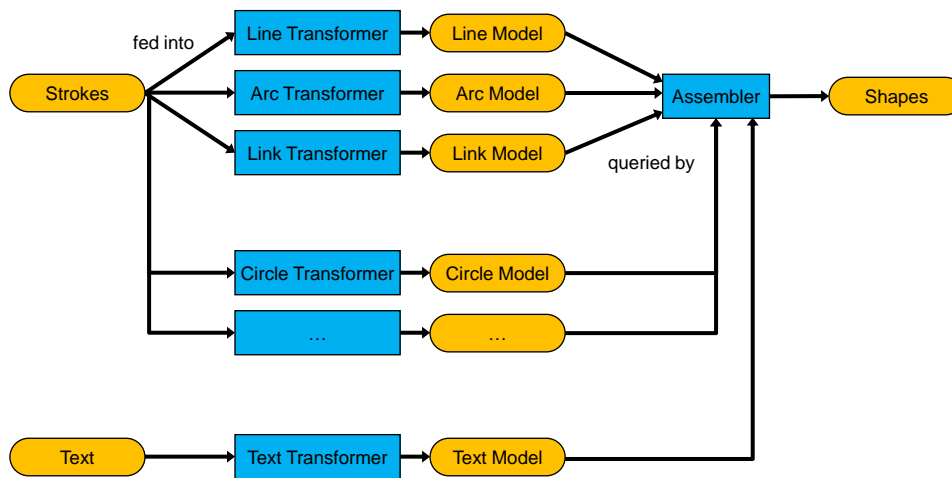 fed into
Line Transformer
Line Model
Strokes
Arc Transformer
Arc Model
Assembler
Shapes
Link Transformer
Link Model
queried by
Circle Transformer
Circle Model
...
...
Text
Text Transformer
Text Model